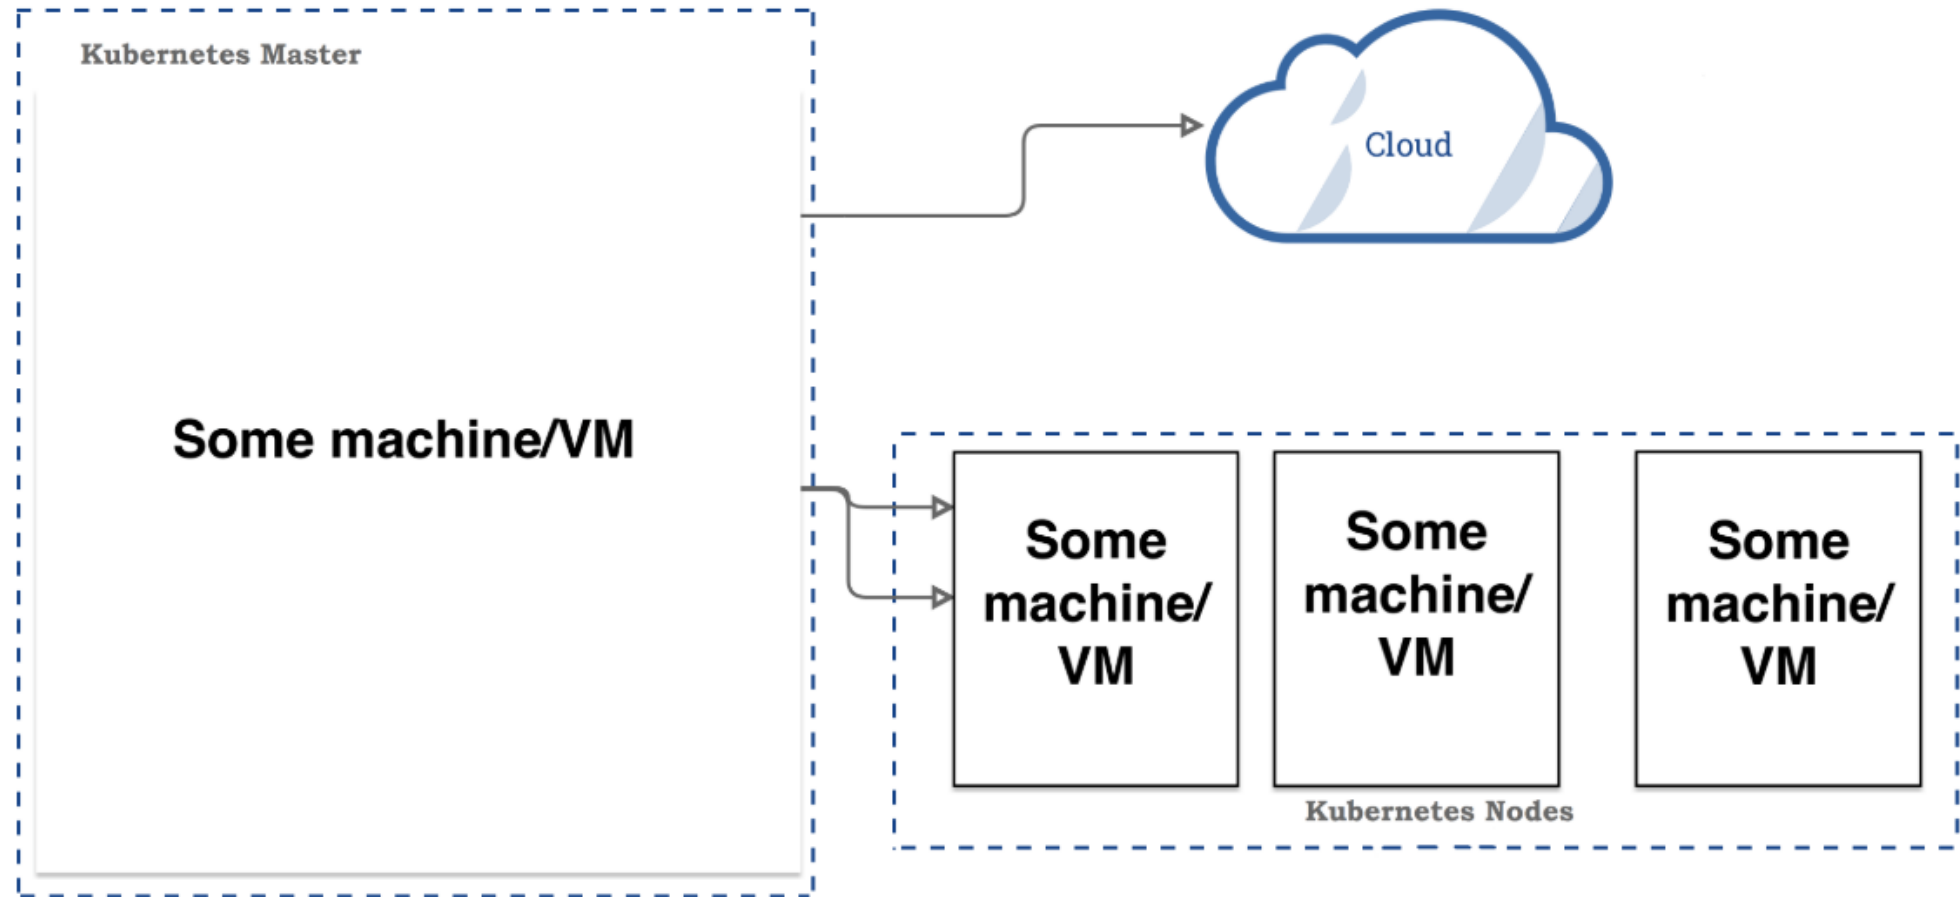 Kubernetes Master
Cloud
Some machine/VM
Some
machine/
VM
Some
machine/
VM
Some
machine/
VM
Kubernetes Nodes